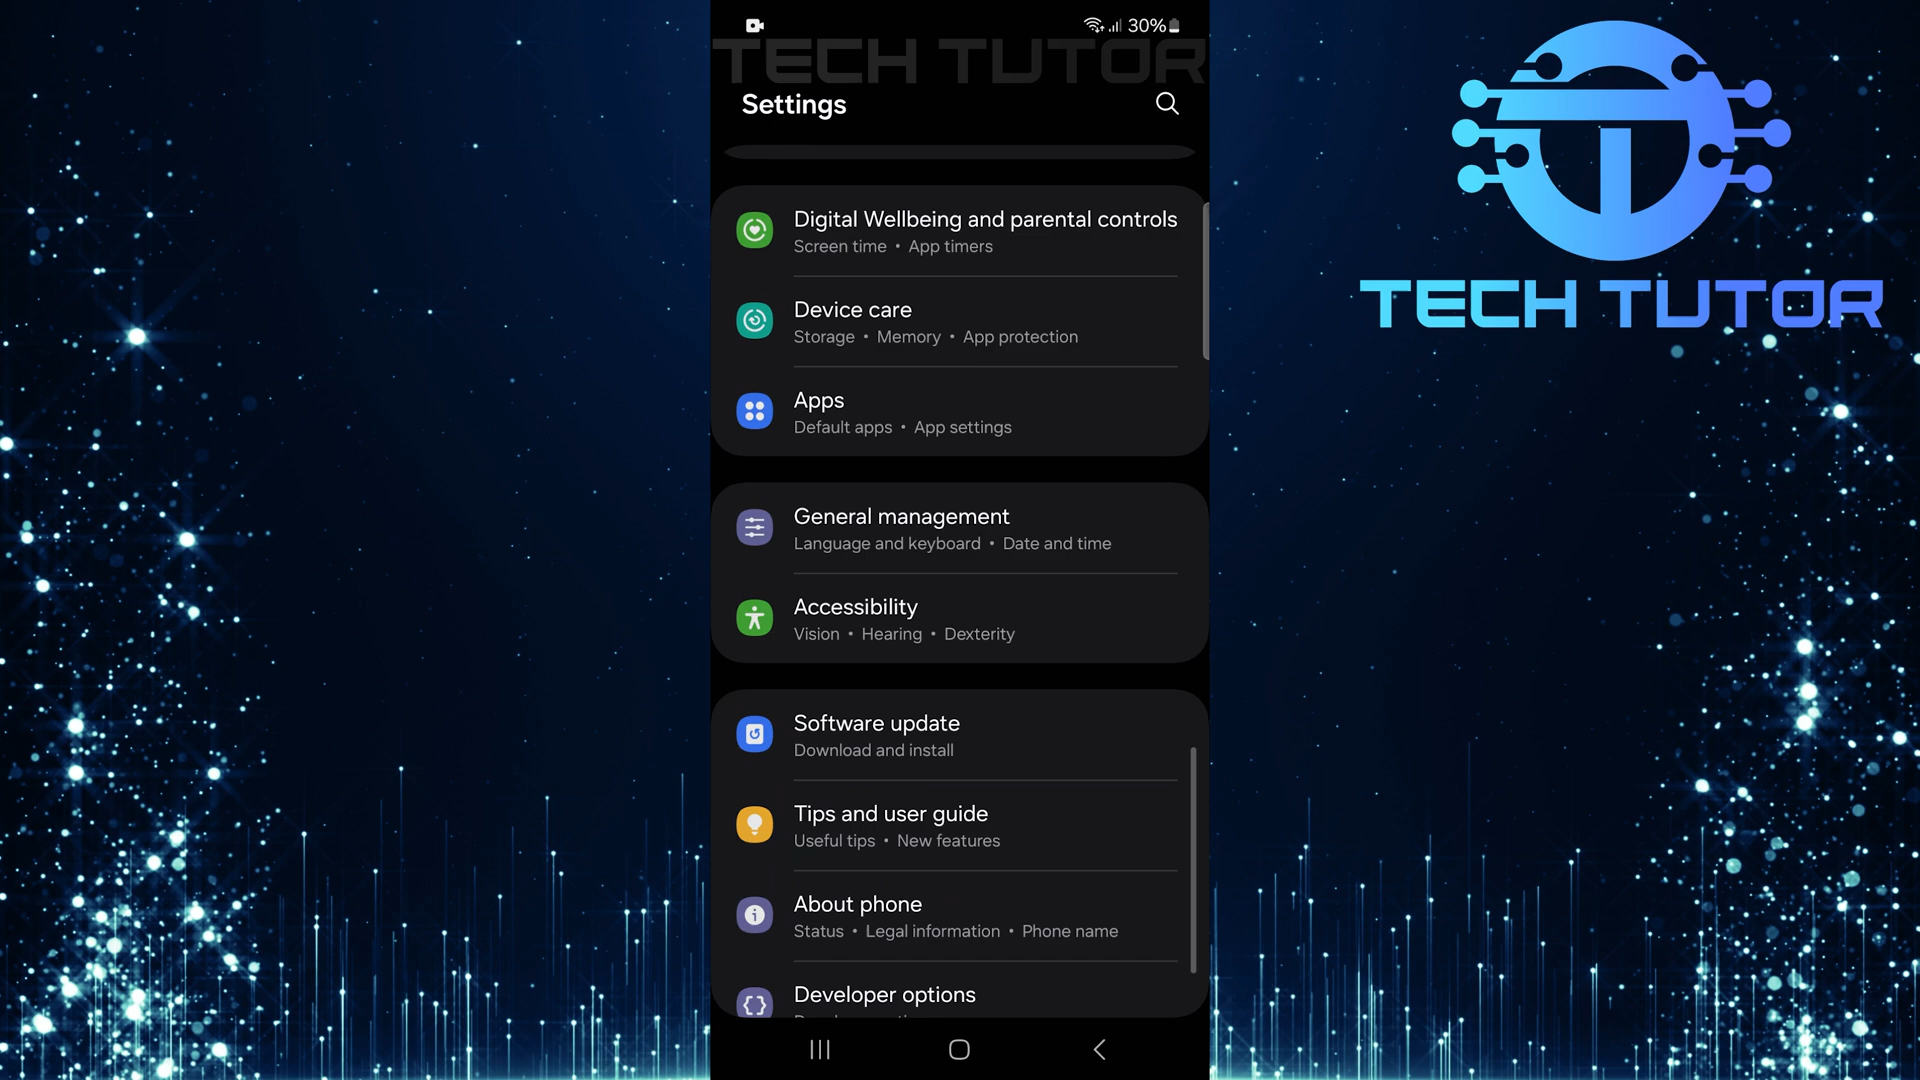 30%
TECH TUTOR
Settings
TECH TUTOR
Digital Wellbeing and parental controls
Screen time • App timers
Device care
Storage • Memory • App protection
Apps
Default apps • App settings
General management
Language and keyboard • Date and time
Accessibility
Vision • Hearing • Dexterity
Software update
Download and install
Tips and user guide
Useful tips • New features
About phone
Status • Legal information • Phone name
Developer options